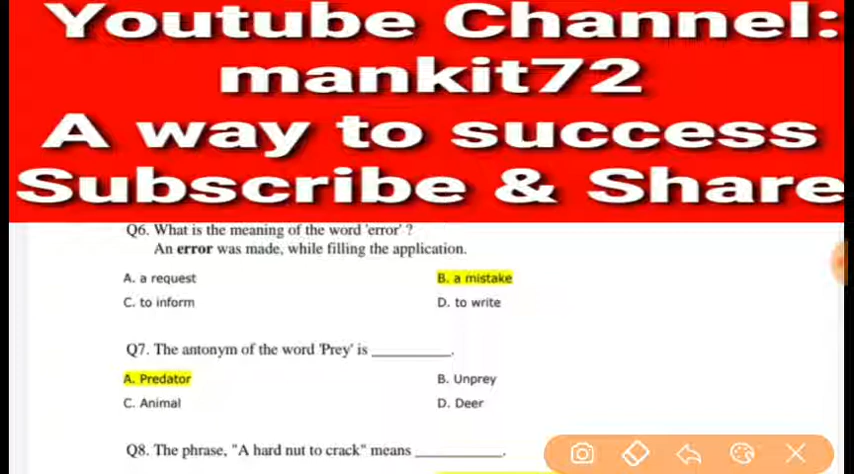 Youtube Channel:
mankit72
A way to success
Subscribe & Share
Q6. What is the meaning of the word 'error' ?
An error was made, while filling the application.
A. a request
B. a mistake
C. to inform
D. to write
Q7. The antonym of the word 'Prey' is __________.
A. Predator
B. Unprey
C. Animal
D. Deer
Q8. The phrase, "A hard nut to crack" means ___________.